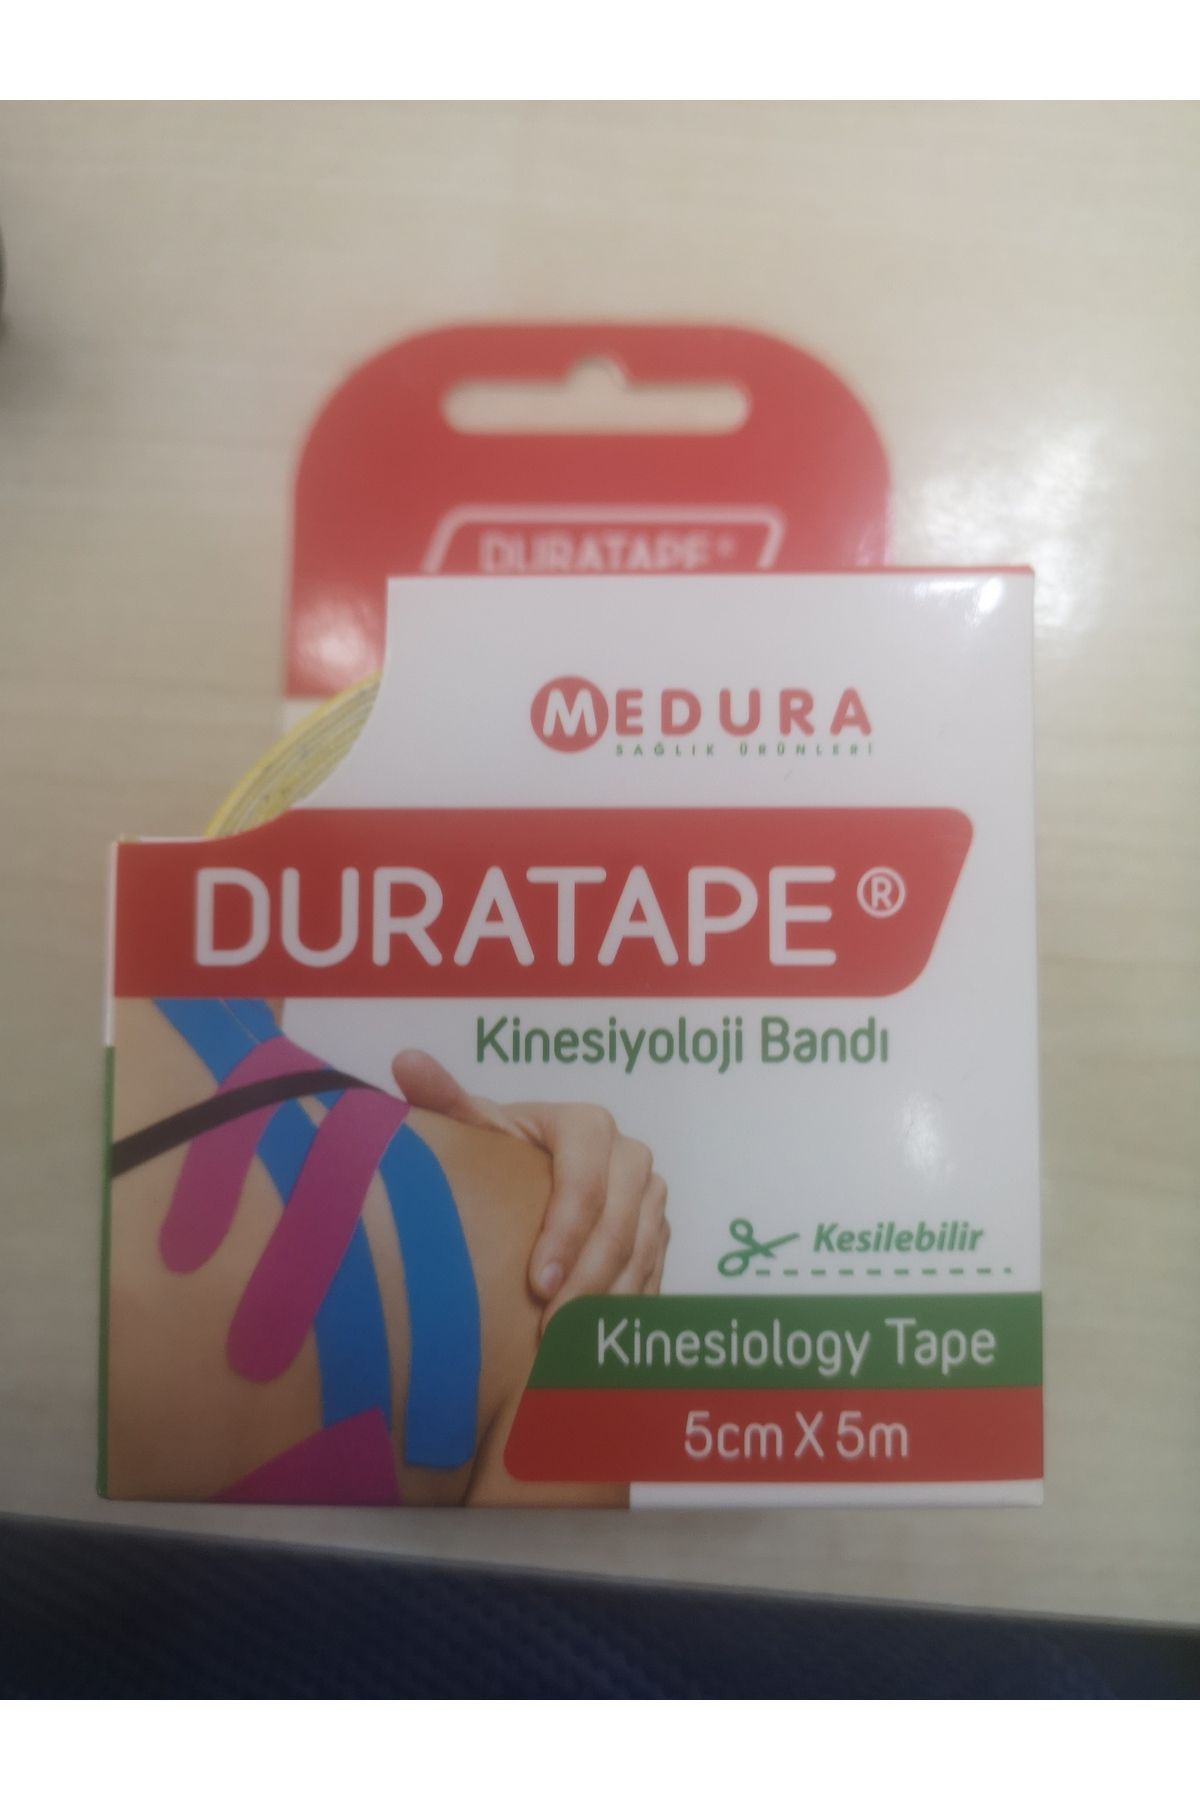 DURATAPE®
MEDURA
SAĞLIK ÜRÜNLERİ
DURATAPE®
Kinesiyoloji Bandı
Kesilebilir
Kinesiology Tape
5cm X 5m